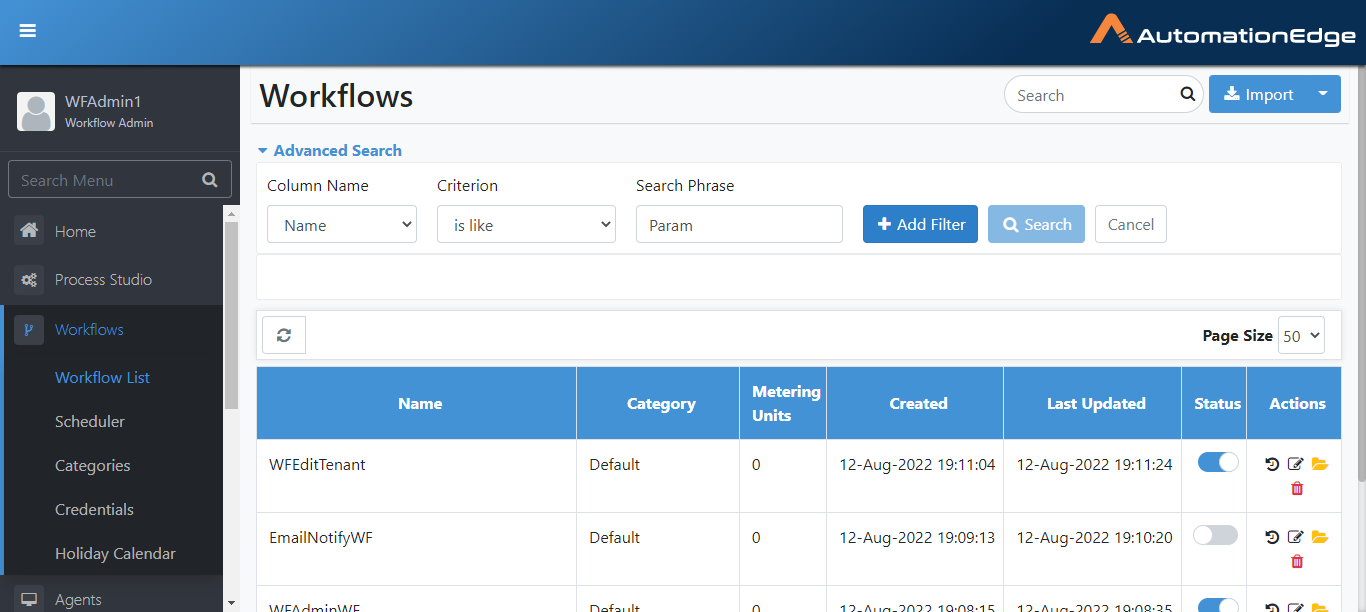 AutomationEdge
WFAdmin1
Workflow Admin
Search Menu
Home
Process Studio
Workflows
Workflow List
Scheduler
Categories
Credentials
Holiday Calendar
Agents
Workflows
Search
Import
Advanced Search
Column Name Criterion Search Phrase
Name is like Param Add Filter Search Cancel
Page Size 50
Name Category Metering Units Created Last Updated Status Actions
WFEditTenant Default 0 12-Aug-2022 19:11:04 12-Aug-2022 19:11:24
EmailNotifyWF Default 0 12-Aug-2022 19:09:13 12-Aug-2022 19:10:20
WFAdminWF Default 0 12-Aug-2022 19:08:15 12-Aug-2022 19:08:35